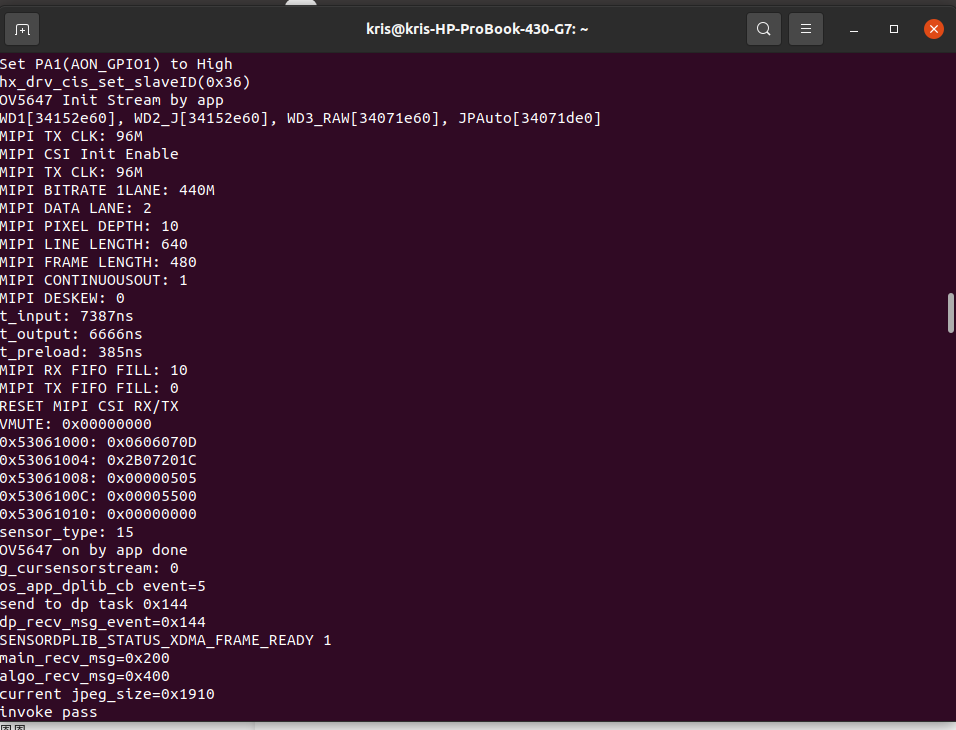 kris@kris-HP-ProBook-430-G7: ~
Set PA1(AON_GPIO1) to High
hx_drv_cis_set_slaveID(0x36)
OV5647 Init Stream by app
WD1[34152e60], WD2_J[34152e60], WD3_RAW[34071e60], JPAuto[34071de0]
MIPI TX CLK: 96M
MIPI CSI Init Enable
MIPI TX CLK: 96M
MIPI BITRATE 1LANE: 440M
MIPI DATA LANE: 2
MIPI PIXEL DEPTH: 10
MIPI LINE LENGTH: 640
MIPI FRAME LENGTH: 480
MIPI CONTINUOUSOUT: 1
MIPI DESKEW: 0
t_input: 7387ns
t_output: 6666ns
t_preload: 385ns
MIPI RX FIFO FILL: 10
MIPI TX FIFO FILL: 0
RESET MIPI CSI RX/TX
VMUTE: 0x00000000
0x53061000: 0x0606070D
0x53061004: 0x2B07201C
0x53061008: 0x00000505
0x5306100C: 0x00005500
0x53061010: 0x00000000
sensor_type: 15
OV5647 on by app done
g_cursensorstream: 0
os_app_dplib_cb event=5
send to dp task 0x144
dp_recv_msg_event=0x144
SENSORDPLIB_STATUS_XDMA_FRAME_READY 1
main_recv_msg=0x200
algo_recv_msg=0x400
current jpeg_size=0x1910
invoke pass